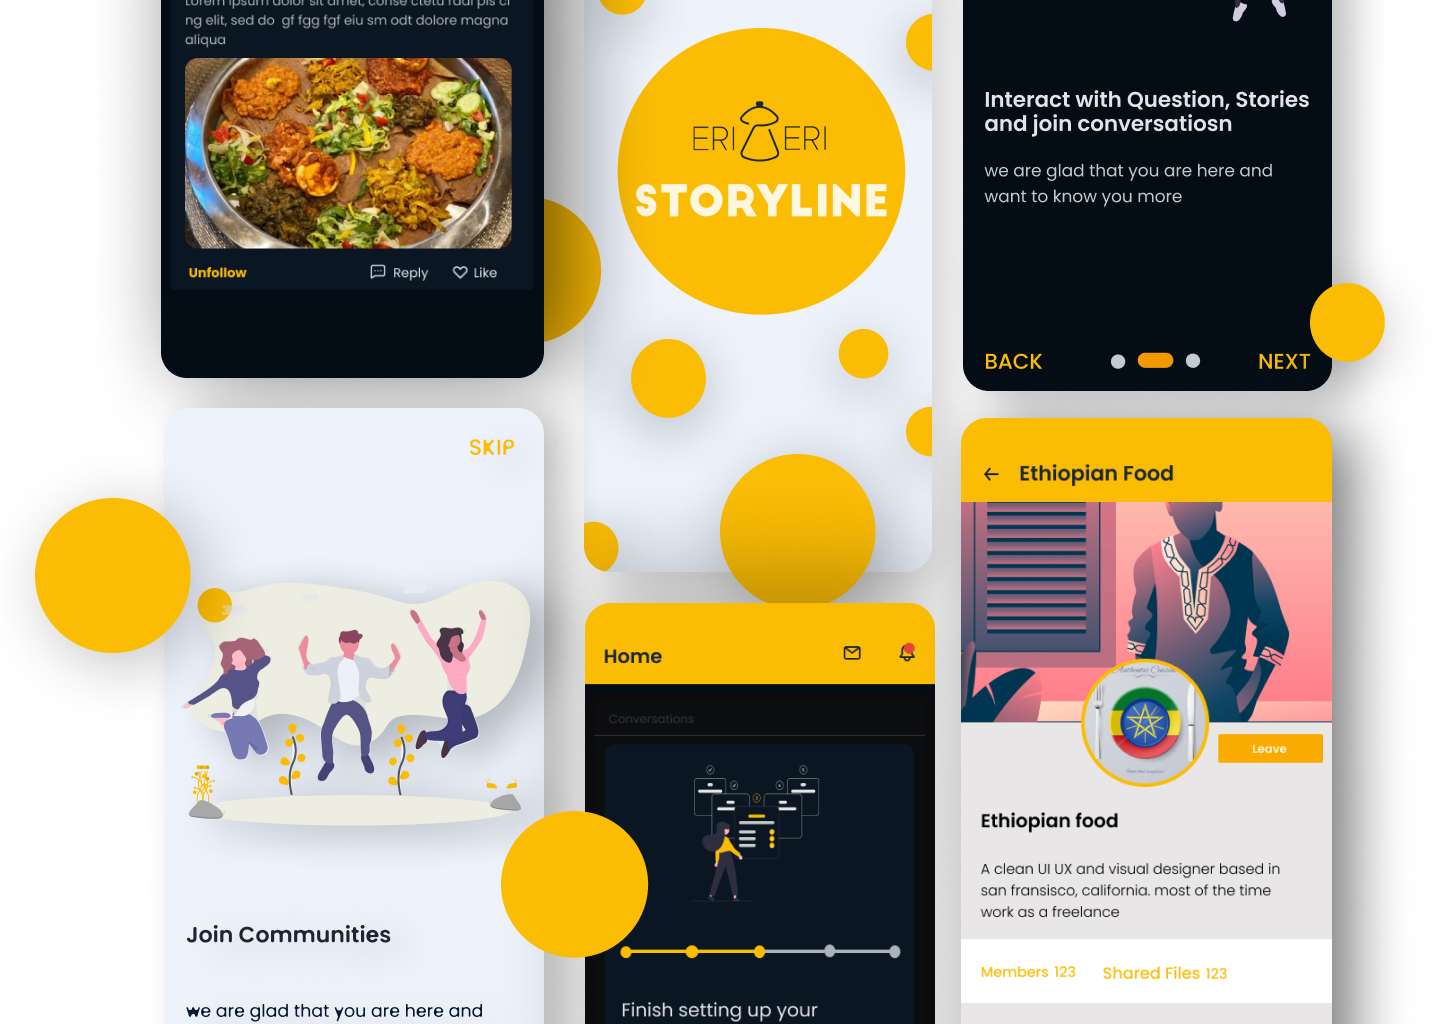 Lorem ipsum dolor sit amet, conse ctetu radi pis ci
ng elit, sed do gf fgg fgf eiu sm odt dolore magna
aliqua
Unfollow
Reply
Like
ERI ERI
STORYLINE
Interact with Question, Stories
and join conversatiosn
we are glad that you are here and
want to know you more
BACK
NEXT
SKIP
Join Communities
we are glad that you are here and
Home
Conversations
Finish setting up your
Ethiopian Food
Authentic Cuisine
Leave
Ethiopian food
A clean UI UX and visual designer based in
san fransisco, california. most of the time
work as a freelance
Members 123
Shared Files 123